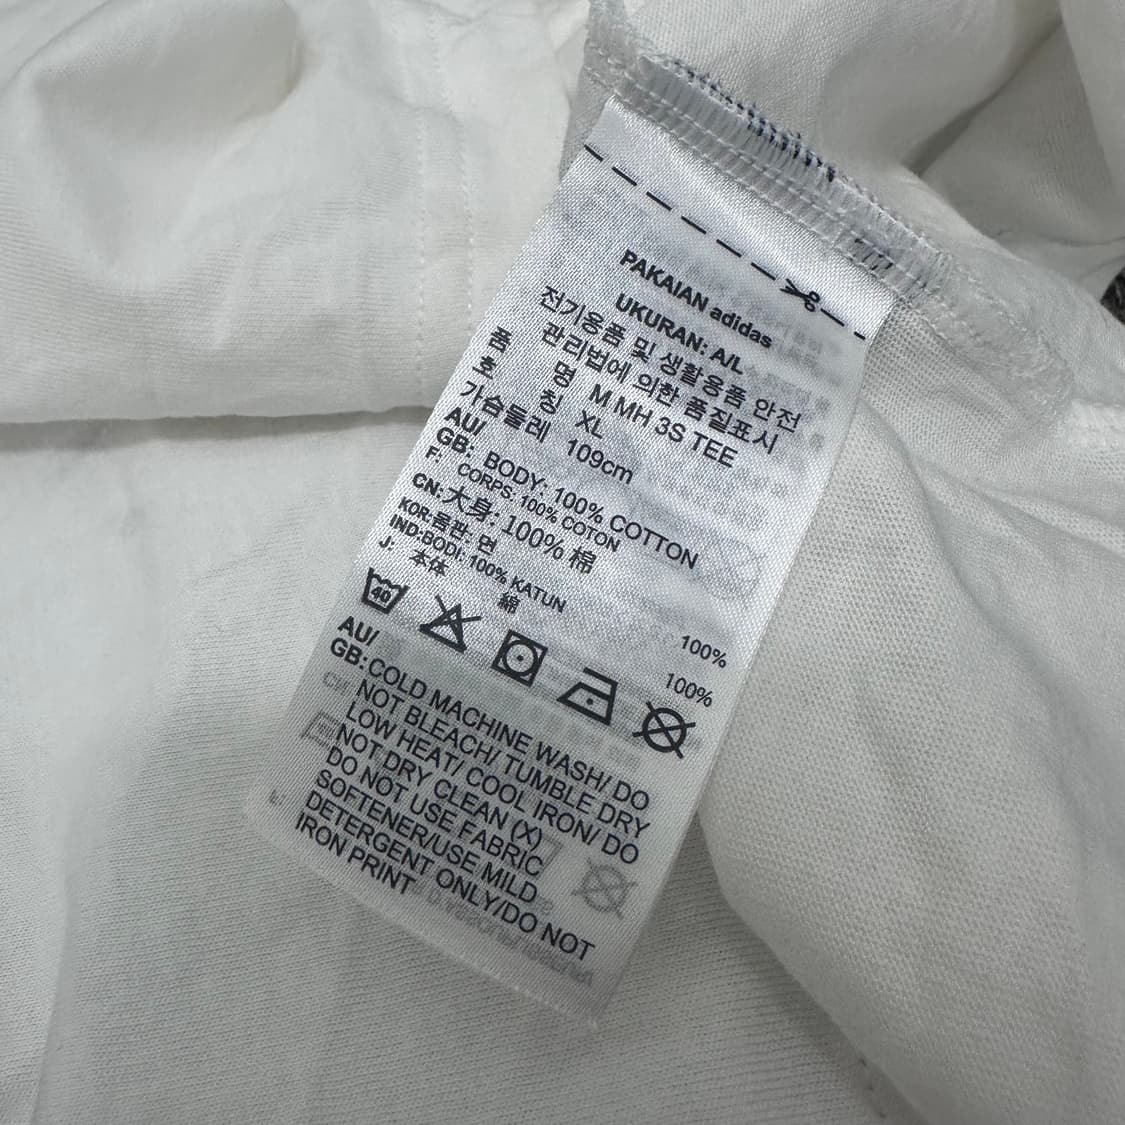 PAKAIAN adidas
UKURAN: A/L
전기용품 및 생활용품 안전
관리법에 의한 품질표시
품 명 M MH 3S TEE
호 칭 XL
가슴둘레 109cm
AU/
GB: BODY: 100% COTTON
F: CORPS: 100% COTON
CN: 大身: 100% 棉
KOR: 몸판: 면 100%
IND: BODI: 100% KATUN
J: 本体 綿 100%
40
AU/
GB: COLD MACHINE WASH/ DO
NOT BLEACH/ TUMBLE DRY
LOW HEAT/ COOL IRON/ DO
NOT DRY CLEAN (X)
DO NOT USE FABRIC
SOFTENER/USE MILD
DETERGENT ONLY/DO NOT
IRON PRINT